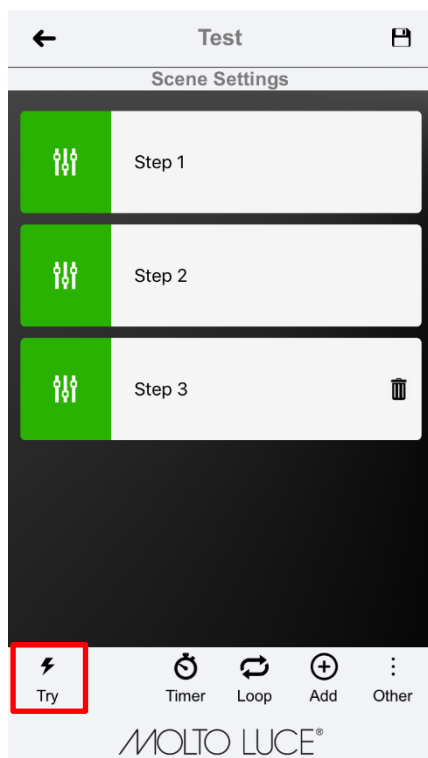 Test
Scene Settings
Step 1
Step 2
Step 3
Try Timer Loop Add Other
MOLTO LUCE®